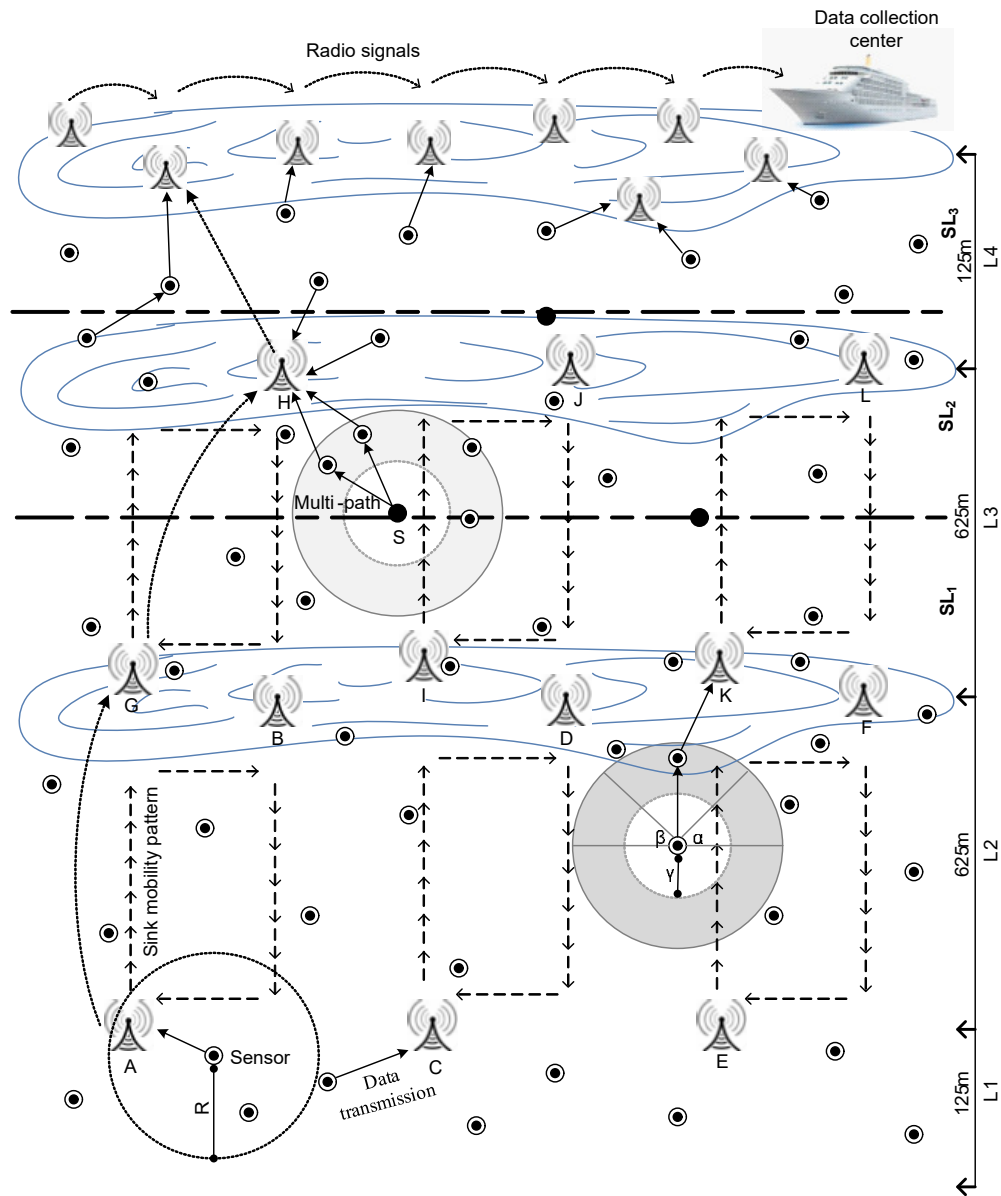 Data collection
center
Radio signals
SL3
125m
L4
H
J
L
SL2
Multi-path
S
625m
L3
SL1
G
I
K
B
D
F
β
α
γ
Sink mobility pattern
625m
L2
A
Sensor
C
E
Data
transmission
R
125m
L1